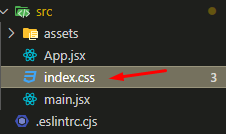 src
assets
App.jsx
index.css 3
main.jsx
.eslintrc.cjs